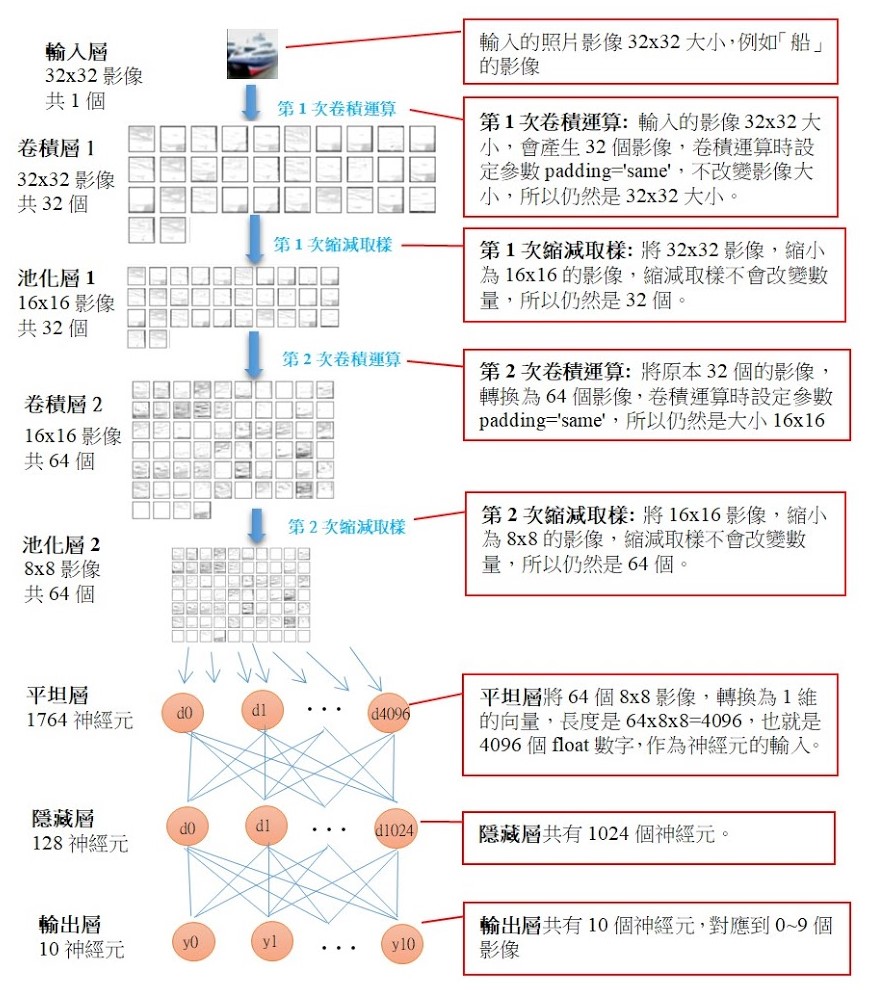 輸入層
32x32 影像
共 1 個
輸入的照片影像 32x32 大小，例如「船」
的影像
第 1 次卷積運算
卷積層 1
32x32 影像
共 32 個
第 1 次卷積運算: 輸入的影像 32x32 大
小，會產生 32 個影像，卷積運算時設
定參數 padding='same'，不改變影像大
小，所以仍然是 32x32 大小。
第 1 次縮減取樣
池化層 1
16x16 影像
共 32 個
第 1 次縮減取樣: 將 32x32 影像，縮小
為 16x16 的影像，縮減取樣不會改變數
量，所以仍然是 32 個。
第 2 次卷積運算
卷積層 2
16x16 影像
共 64 個
第 2 次卷積運算: 將原本 32 個的影像，
轉換為 64 個影像，卷積運算時設定參數
padding='same'，所以仍然是大小 16x16
第 2 次縮減取樣
池化層 2
8x8 影像
共 64 個
第 2 次縮減取樣: 將 16x16 影像，縮小
為 8x8 的影像，縮減取樣不會改變數
量，所以仍然是 64 個。
平坦層
1764 神經元
d0 d1 ··· d4096
平坦層將 64 個 8x8 影像，轉換為 1 維
的向量，長度是 64x8x8=4096，也就是
4096 個 float 數字，作為神經元的輸入。
隱藏層
128 神經元
d0 d1 ··· d1024
隱藏層共有 1024 個神經元。
輸出層
10 神經元
y0 y1 ··· y10
輸出層共有 10 個神經元，對應到 0~9 個
影像